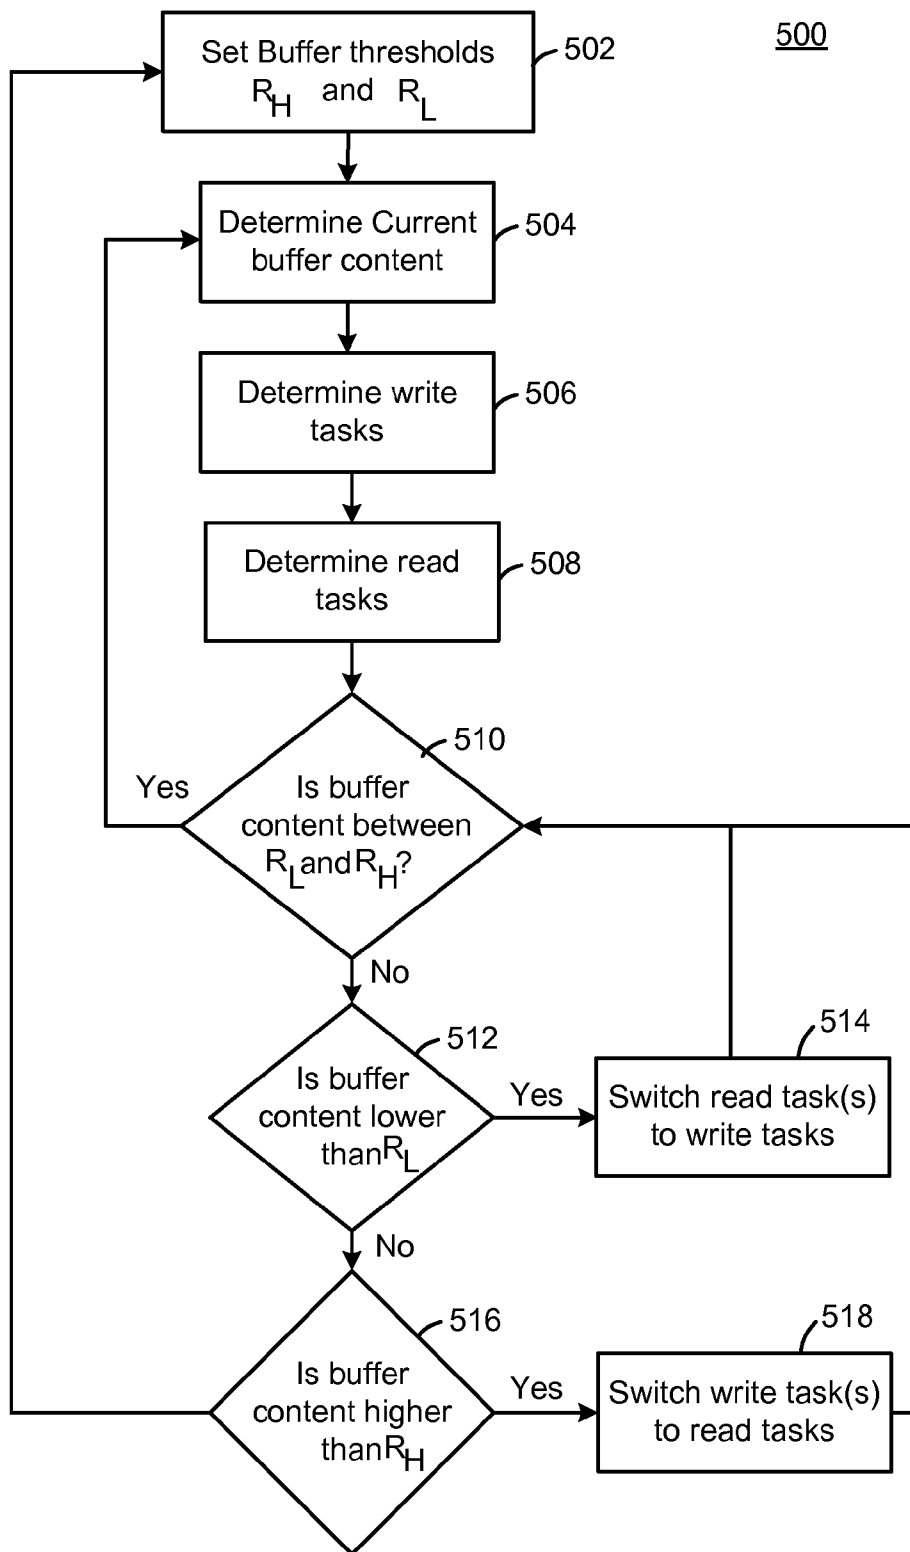 500
Set Buffer thresholds
R_H and R_L
502
Determine Current
buffer content
504
Determine write
tasks
506
Determine read
tasks
508
510
Yes
Is buffer
content between
R_L and R_H?
No
512
Is buffer
content lower
than R_L
Yes
514
Switch read task(s)
to write tasks
No
516
Is buffer
content higher
than R_H
Yes
518
Switch write task(s)
to read tasks